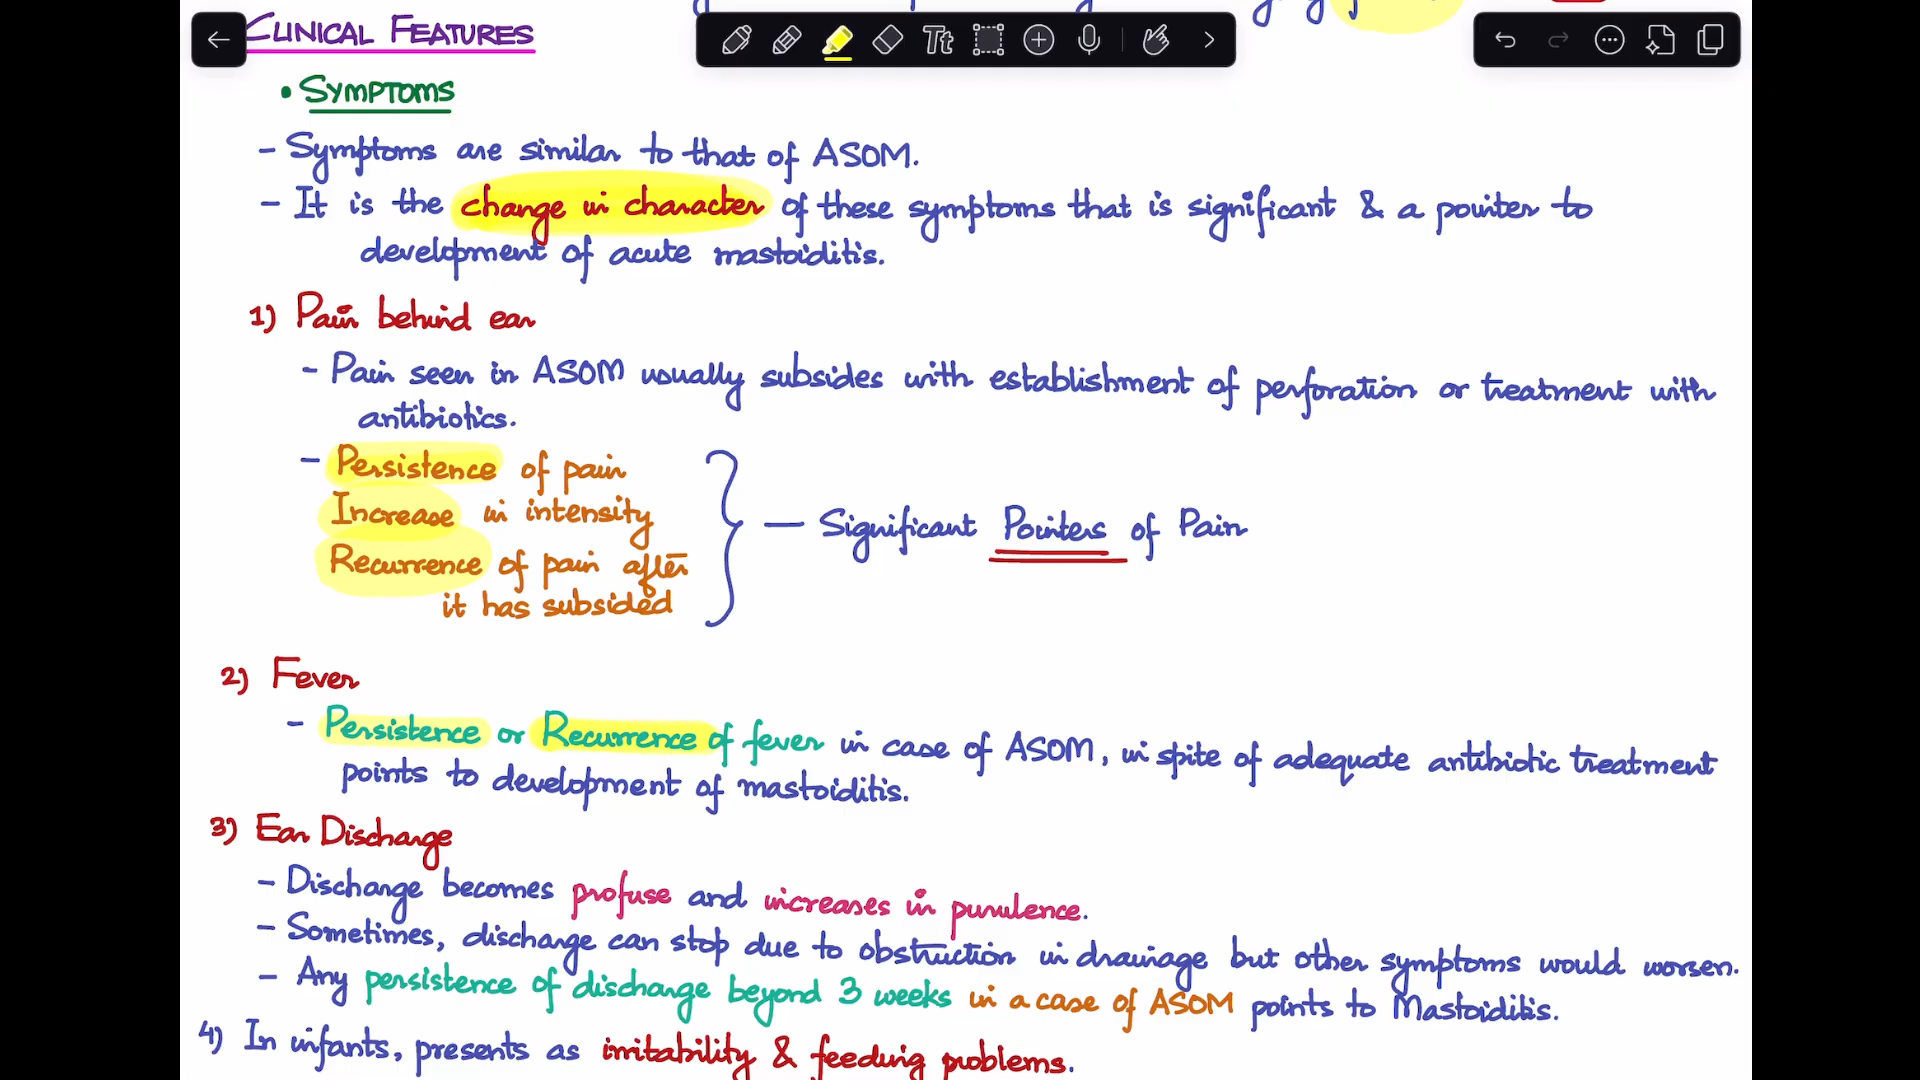 CLINICAL FEATURES
Tt
• SYMPTOMS
- Symptoms are similar to that of ASOM.
- It is the change in character of these symptoms that is significant & a pointer to
development of acute mastoiditis.
1) Pain behind ear
- Pain seen in ASOM usually subsides with establishment of perforation or treatment with
antibiotics.
- Persistence of pain
Increase in intensity
Recurrence of pain after
it has subsided
— Significant Pointers of Pain
2) Fever
- Persistence or Recurrence of fever in case of ASOM, in spite of adequate antibiotic treatment
points to development of mastoiditis.
3) Ear Discharge
- Discharge becomes profuse and increases in purulence.
- Sometimes, discharge can stop due to obstruction in drainage but other symptoms would worsen.
- Any persistence of discharge beyond 3 weeks in a case of ASOM points to Mastoiditis.
4) In infants, presents as irritability & feeding problems.